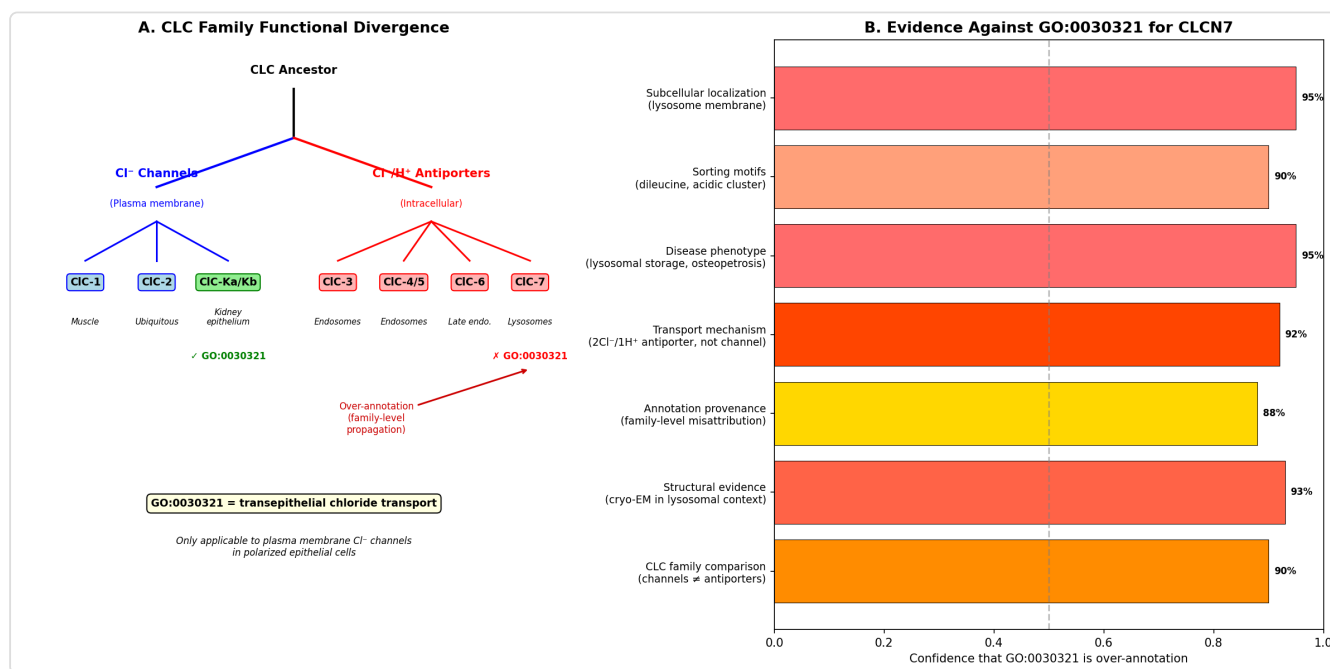 A. CLC Family Functional Divergence
CLC Ancestor
Cl⁻ Channels
Cl⁻/H⁺ Antiporters
(Plasma membrane)
(Intracellular)
ClC-1
ClC-2
ClC-Ka/Kb
ClC-3
ClC-4/5
ClC-6
ClC-7
Muscle
Ubiquitous
Kidney
epithelium
Endosomes
Endosomes
Late endo.
Lysosomes
✓ GO:0030321
✗ GO:0030321
Over-annotation
(family-level
propagation)
GO:0030321 = transepithelial chloride transport
Only applicable to plasma membrane Cl⁻ channels
in polarized epithelial cells
B. Evidence Against GO:0030321 for CLCN7
Subcellular localization
(lysosome membrane)
95%
Sorting motifs
(dileucine, acidic cluster)
90%
Disease phenotype
(lysosomal storage, osteopetrosis)
95%
Transport mechanism
(2Cl⁻/1H⁺ antiporter, not channel)
92%
Annotation provenance
(family-level misattribution)
88%
Structural evidence
(cryo-EM in lysosomal context)
93%
CLC family comparison
(channels ≠ antiporters)
90%
0.0 0.2 0.4 0.6 0.8 1.0
Confidence that GO:0030321 is over-annotation